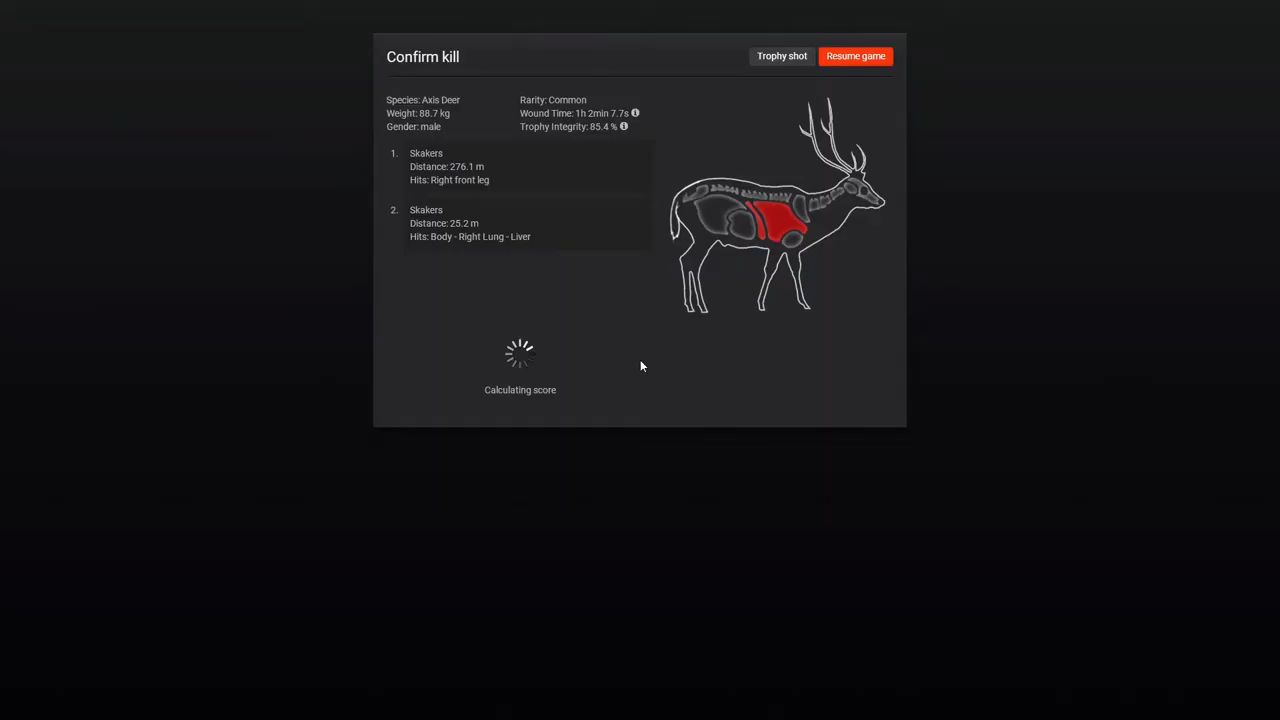 Confirm kill
Trophy shot
Resume game
Species: Axis Deer
Weight: 88.7 kg
Gender: male
Rarity: Common
Wound Time: 1h 2min 7.7s
Trophy Integrity: 85.4 %
1. Skakers
Distance: 276.1 m
Hits: Right front leg
2. Skakers
Distance: 25.2 m
Hits: Body - Right Lung - Liver
Calculating score